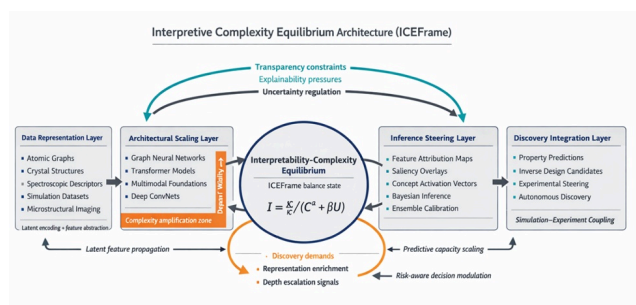 Interpretive Complexity Equilibrium Architecture (ICEFrame)
Transparency constraints
Explainability pressures
Uncertainty regulation
Data Representation Layer
• Atomic Graphs
• Crystal Structures
• Spectroscopic Descriptors
• Simulation Datasets
• Microstructural Imaging
Latent encoding + feature abstraction
Architectural Scaling Layer
• Graph Neural Networks
• Transformer Models
• Multimodal Foundations
• Deep ConvNets
Complexity amplification zone
Interpretability-Complexity
Equilibrium
ICEFrame balance state
I = κ/κ /(Cᵅ + βU)
Inference Steering Layer
• Feature Attribution Maps
• Saliency Overlays
• Concept Activation Vectors
• Bayesian Inference
• Ensemble Calibration
Discovery Integration Layer
• Property Predictions
• Inverse Design Candidates
• Experimental Steering
• Autonomous Discovery
Simulation–Experiment Coupling
Latent feature propagation
- Discovery demands
• Representation enrichment
• Depth escalation signals
Predictive capacity scaling
Risk-aware decision modulation